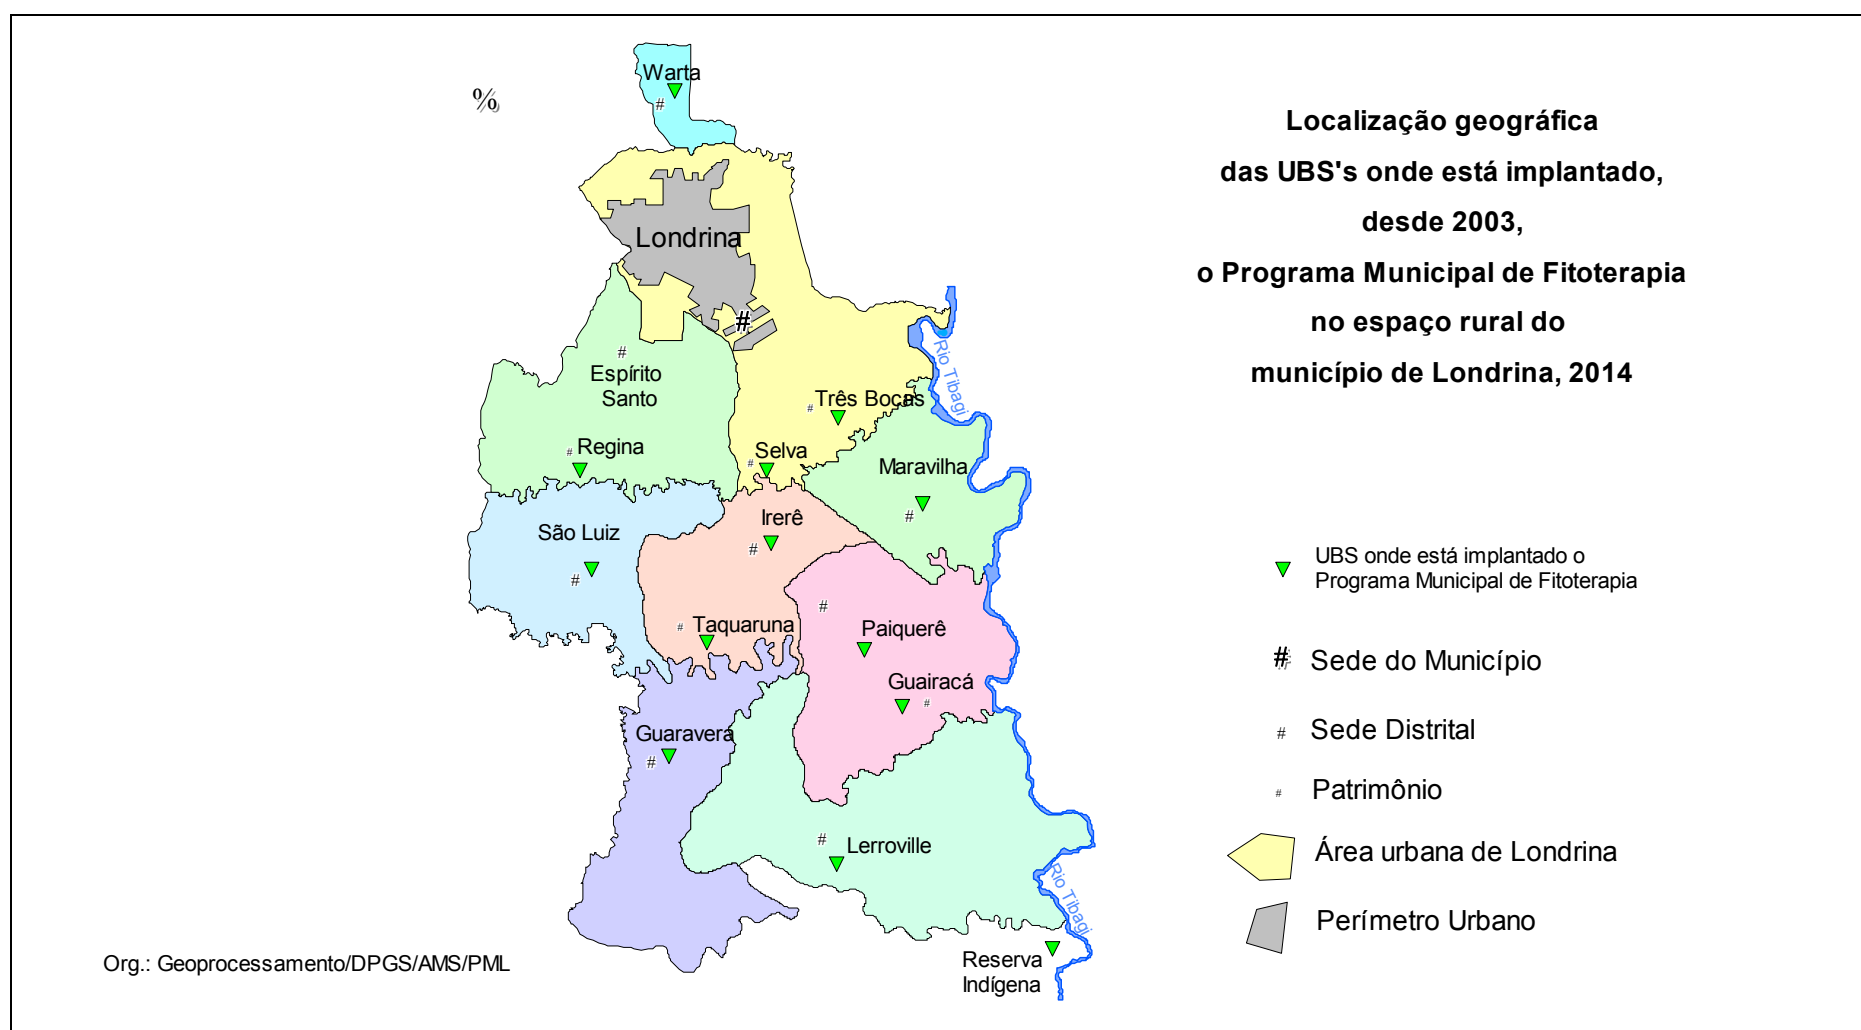 Warta
#
%
Localização geográfica
das UBS's onde está implantado,
desde 2003,
o Programa Municipal de Fitoterapia
no espaço rural do
município de Londrina, 2014
Londrina
#
#
Espírito
Santo
Rio Tibagi
# Três Bocas
# Regina
# Selva
Maravilha
#
São Luiz
#
Irerê
#
UBS onde está implantado o
Programa Municipal de Fitoterapia
#
# Taquaruna
Paiquerê
Guairacá #
# Sede do Município
# Sede Distrital
# Patrimônio
Guaravera
#
#
Lerroville
Área urbana de Londrina
Perímetro Urbano
Rio Tibagi
Reserva
Indígena
Org.: Geoprocessamento/DPGS/AMS/PML